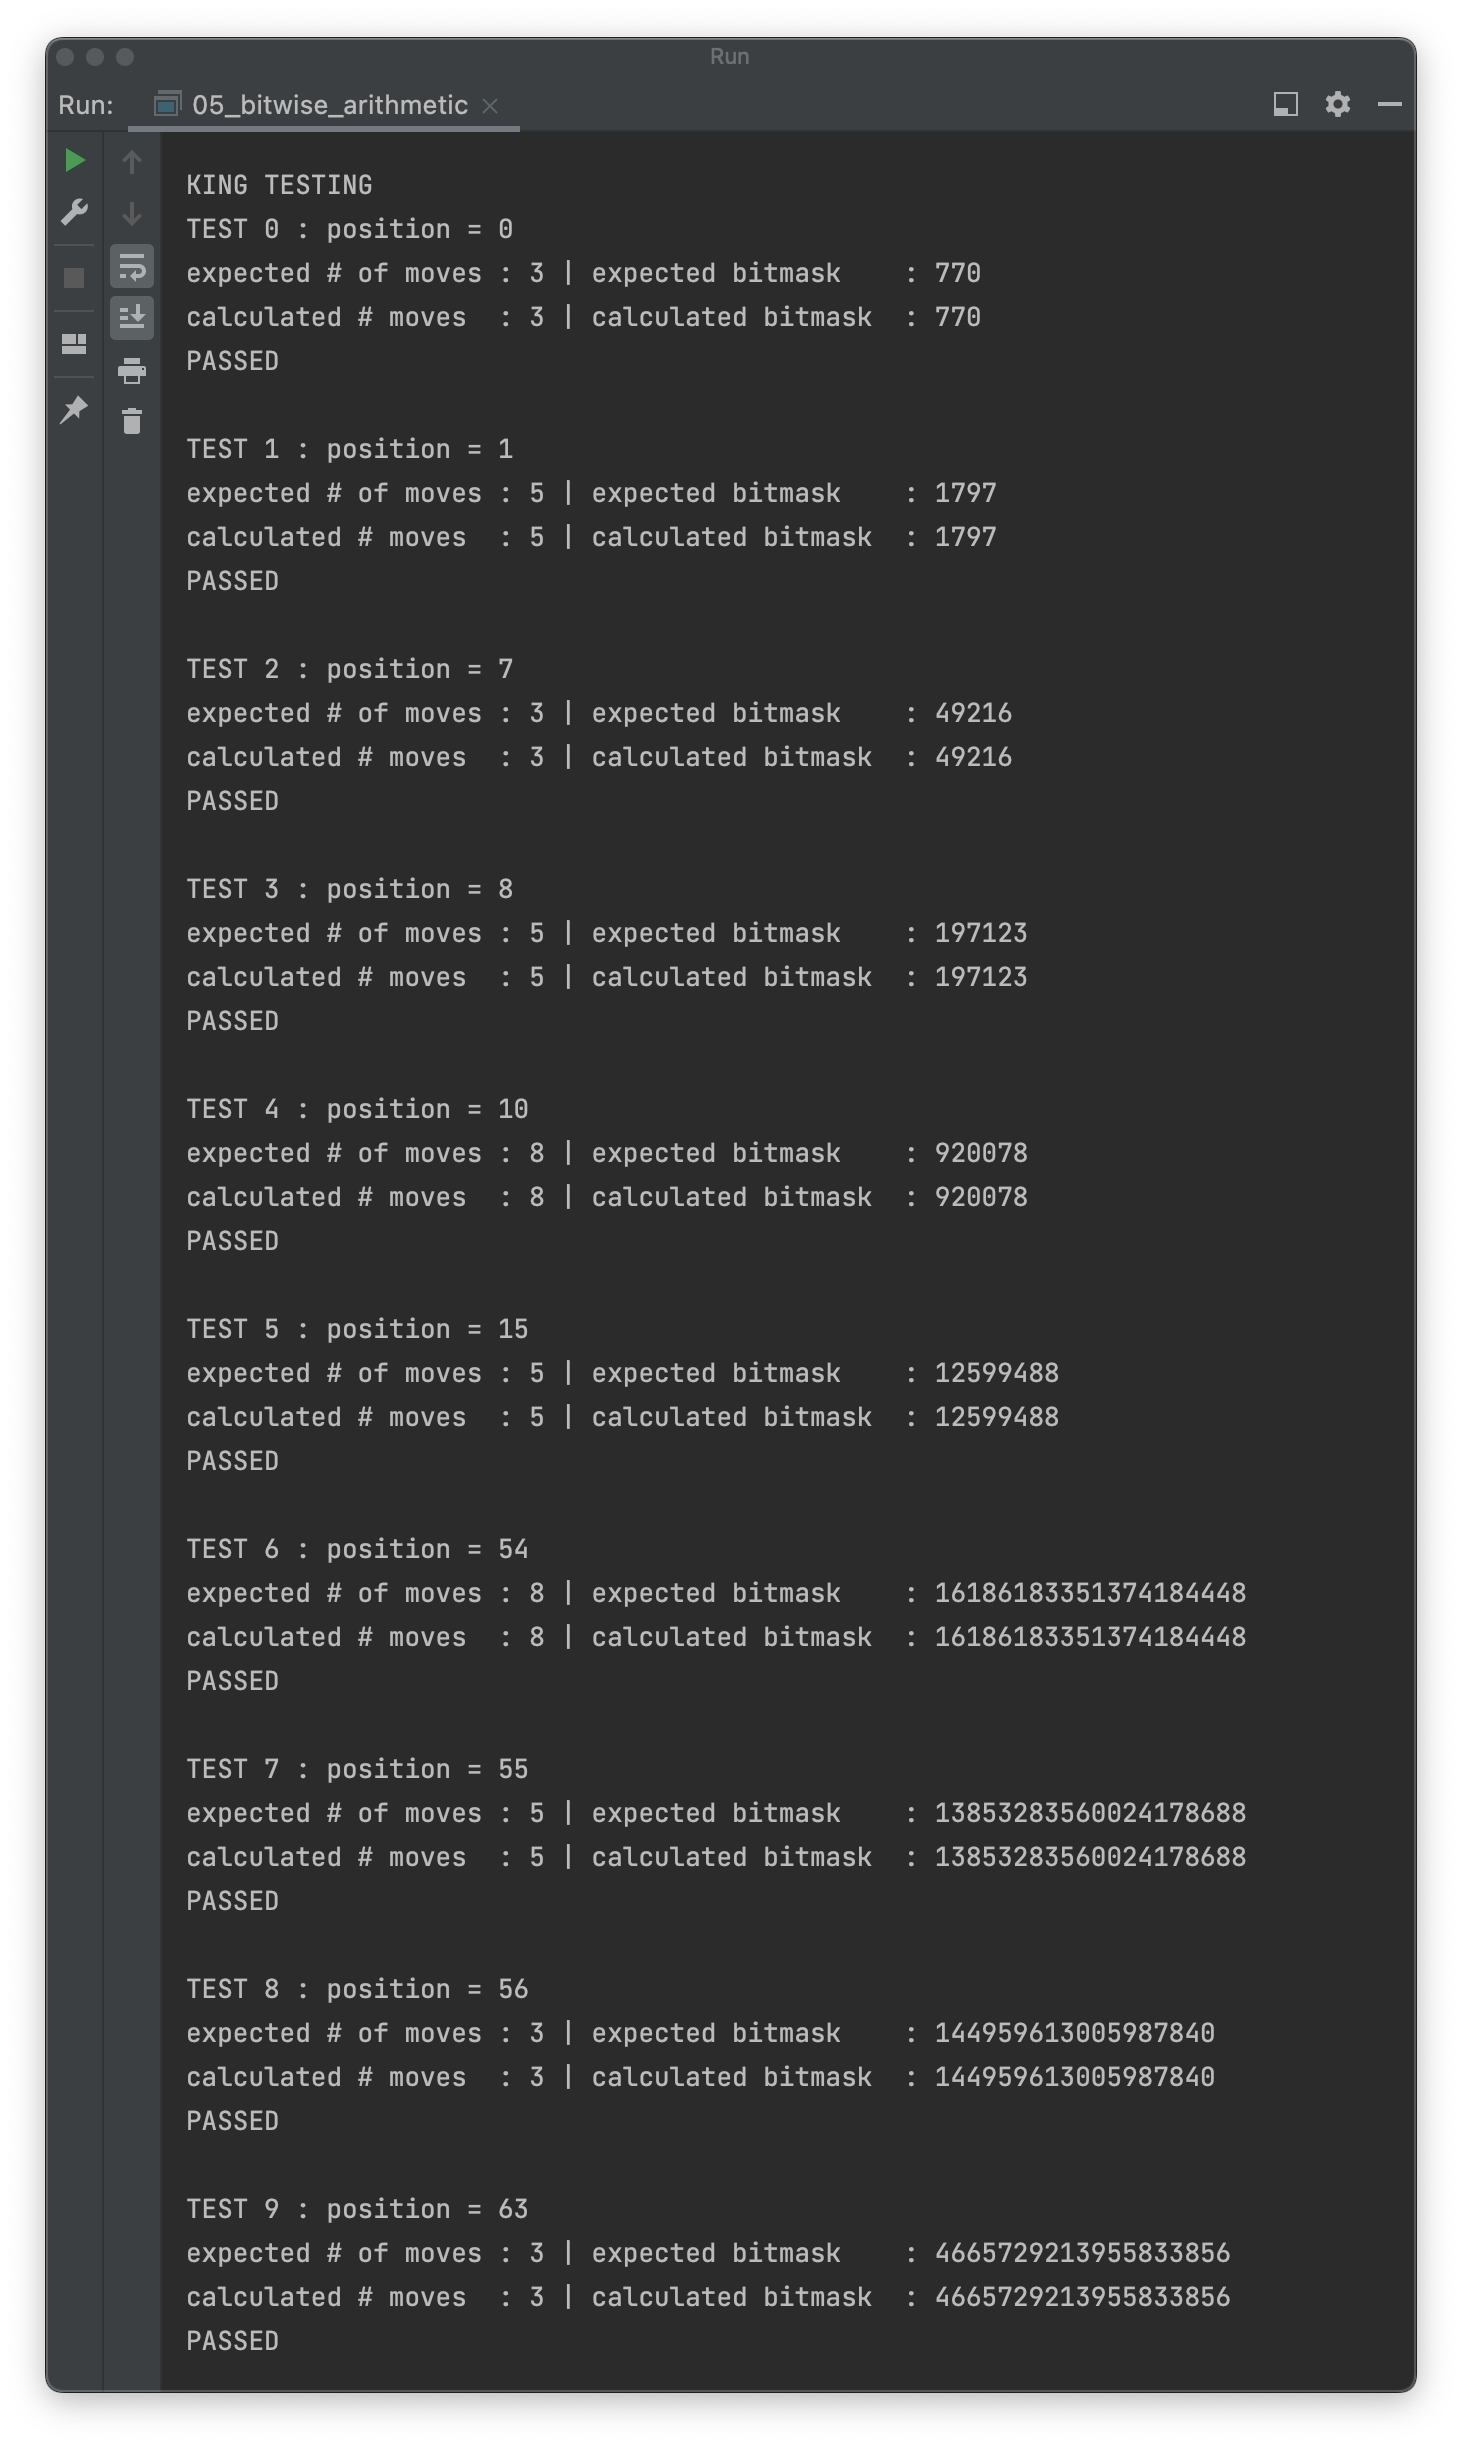 Run
Run: 05_bitwise_arithmetic
KING TESTING
TEST 0 : position = 0
expected # of moves : 3 | expected bitmask    : 770
calculated # moves  : 3 | calculated bitmask  : 770
PASSED
TEST 1 : position = 1
expected # of moves : 5 | expected bitmask    : 1797
calculated # moves  : 5 | calculated bitmask  : 1797
PASSED
TEST 2 : position = 7
expected # of moves : 3 | expected bitmask    : 49216
calculated # moves  : 3 | calculated bitmask  : 49216
PASSED
TEST 3 : position = 8
expected # of moves : 5 | expected bitmask    : 197123
calculated # moves  : 5 | calculated bitmask  : 197123
PASSED
TEST 4 : position = 10
expected # of moves : 8 | expected bitmask    : 920078
calculated # moves  : 8 | calculated bitmask  : 920078
PASSED
TEST 5 : position = 15
expected # of moves : 5 | expected bitmask    : 12599488
calculated # moves  : 5 | calculated bitmask  : 12599488
PASSED
TEST 6 : position = 54
expected # of moves : 8 | expected bitmask    : 16186183351374184448
calculated # moves  : 8 | calculated bitmask  : 16186183351374184448
PASSED
TEST 7 : position = 55
expected # of moves : 5 | expected bitmask    : 13853283560024178688
calculated # moves  : 5 | calculated bitmask  : 13853283560024178688
PASSED
TEST 8 : position = 56
expected # of moves : 3 | expected bitmask    : 144959613005987840
calculated # moves  : 3 | calculated bitmask  : 144959613005987840
PASSED
TEST 9 : position = 63
expected # of moves : 3 | expected bitmask    : 4665729213955833856
calculated # moves  : 3 | calculated bitmask  : 4665729213955833856
PASSED